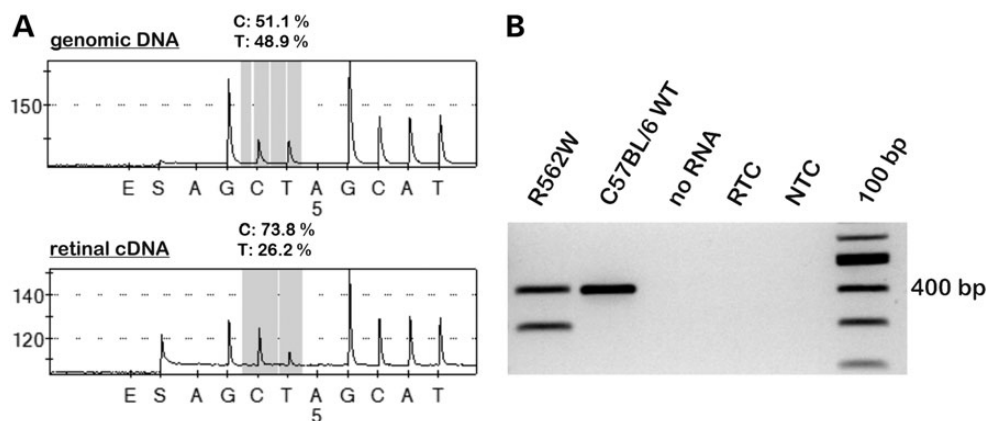 A
C: 51.1 %
T: 48.9 %
genomic DNA
150
E S A G C T A G C A T
5
C: 73.8 %
T: 26.2 %
retinal cDNA
140
120
E S A G C T A G C A T
5
B
R562W
C57BL/6 WT
no RNA
RTC
NTC
100 bp
400 bp